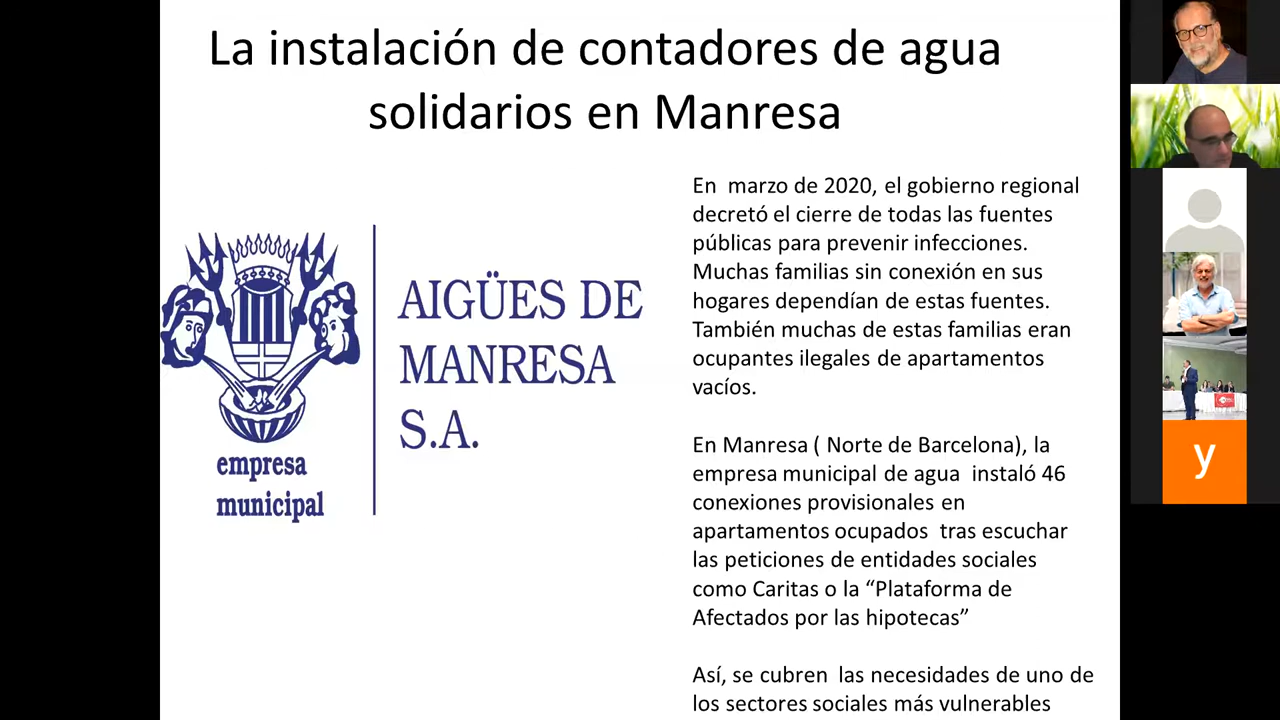 La instalación de contadores de agua
solidarios en Manresa
AIGÜES DE
MANRESA
S.A.
empresa
municipal
En marzo de 2020, el gobierno regional
decretó el cierre de todas las fuentes
públicas para prevenir infecciones.
Muchas familias sin conexión en sus
hogares dependían de estas fuentes.
También muchas de estas familias eran
ocupantes ilegales de apartamentos
vacíos.
En Manresa ( Norte de Barcelona), la
empresa municipal de agua instaló 46
conexiones provisionales en
apartamentos ocupados tras escuchar
las peticiones de entidades sociales
como Caritas o la “Plataforma de
Afectados por las hipotecas”
Así, se cubren las necesidades de uno de
los sectores sociales más vulnerables
y